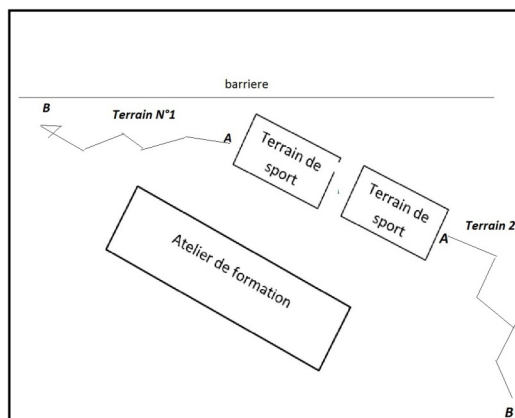 barriere
B
Terrain N°1
A
Terrain de
sport
Terrain de
sport
A
Terrain 2
Atelier de formation
B